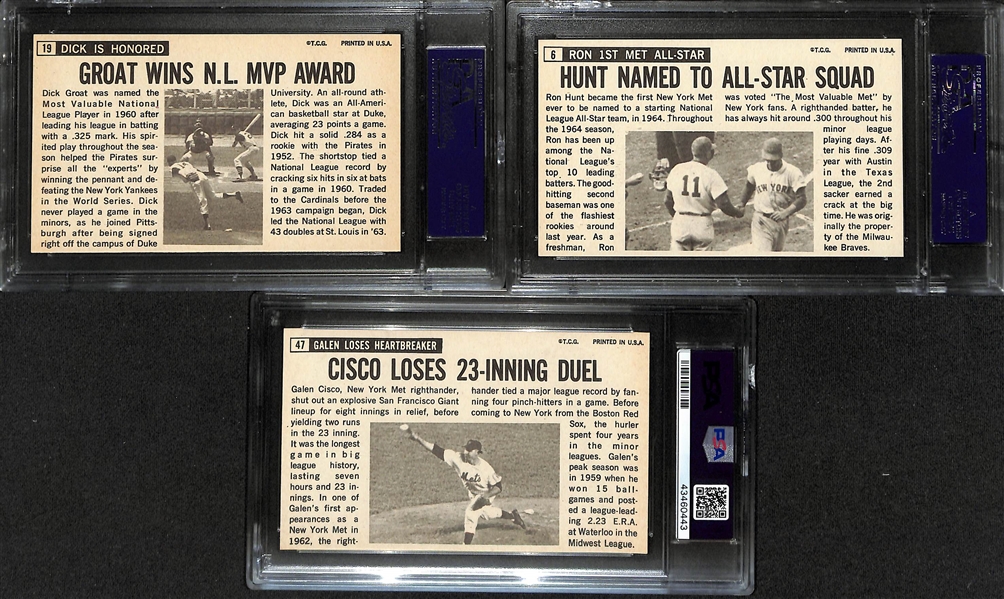 19 DICK IS HONORED
©T.C.G. PRINTED IN U.S.A.
GROAT WINS N.L. MVP AWARD
Dick Groat was named the
Most Valuable National
League Player in 1960 after
leading his league in batting
with a .325 mark. His spir-
ited play throughout the sea-
son helped the Pirates sur-
prise all the "experts" by
winning the pennant and de-
feating the New York Yankees
in the World Series. Dick
never played a game in the
minors, as he joined Pitts-
burgh after being signed
right off the campus of Duke
University. An all-round ath-
lete, Dick was an All-Ameri-
can basketball star at Duke,
averaging 23 points a game.
Dick hit a solid .284 as a
rookie with the Pirates in
1952. The shortstop tied a
National League record by
cracking six hits in six at bats
in a game in 1960. Traded
to the Cardinals before the
1963 campaign began, Dick
led the National League with
43 doubles at St. Louis in '63.
6 RON 1ST MET ALL-STAR
©T.C.G. PRINTED IN U.S.A.
HUNT NAMED TO ALL-STAR SQUAD
Ron Hunt became the first New York Met
ever to be named to a starting National
League All-Star team, in 1964. Throughout
the 1964 season,
Ron has been up
among the Na-
tional League's
top 10 leading
batters. The good-
hitting second
baseman was one
of the flashiest
rookies around
last year. As a
freshman, Ron
was voted "The Most Valuable Met" by
New York fans. A righthanded batter, he
has always hit around .300 throughout his
minor league
playing days. Af-
ter his fine .309
year with Austin
in the Texas
League, the 2nd
sacker earned a
crack at the big
time. He was orig-
inally the proper-
ty of the Milwau-
kee Braves.
11
NEW YORK
47 GALEN LOSES HEARTBREAKER
©T.C.G. PRINTED IN U.S.A.
CISCO LOSES 23-INNING DUEL
Galen Cisco, New York Met righthander,
shut out an explosive San Francisco Giant
lineup for eight innings in relief, before
yielding two runs
in the 23 inning.
It was the longest
game in big
league history,
lasting seven
hours and 23 in-
nings. In one of
Galen's first ap-
pearances as a
New York Met in
1962, the right-
hander tied a major league record by fan-
ning four pinch-hitters in a game. Before
coming to New York from the Boston Red
Sox, the hurler
spent four years
in the minor
leagues. Galen's
peak season was
in 1959 when he
won 15 ball-
games and post-
ed a league-lead-
ing 2.23 E.R.A.
at Waterloo in the
Midwest League.
Mets
PSA
43460443